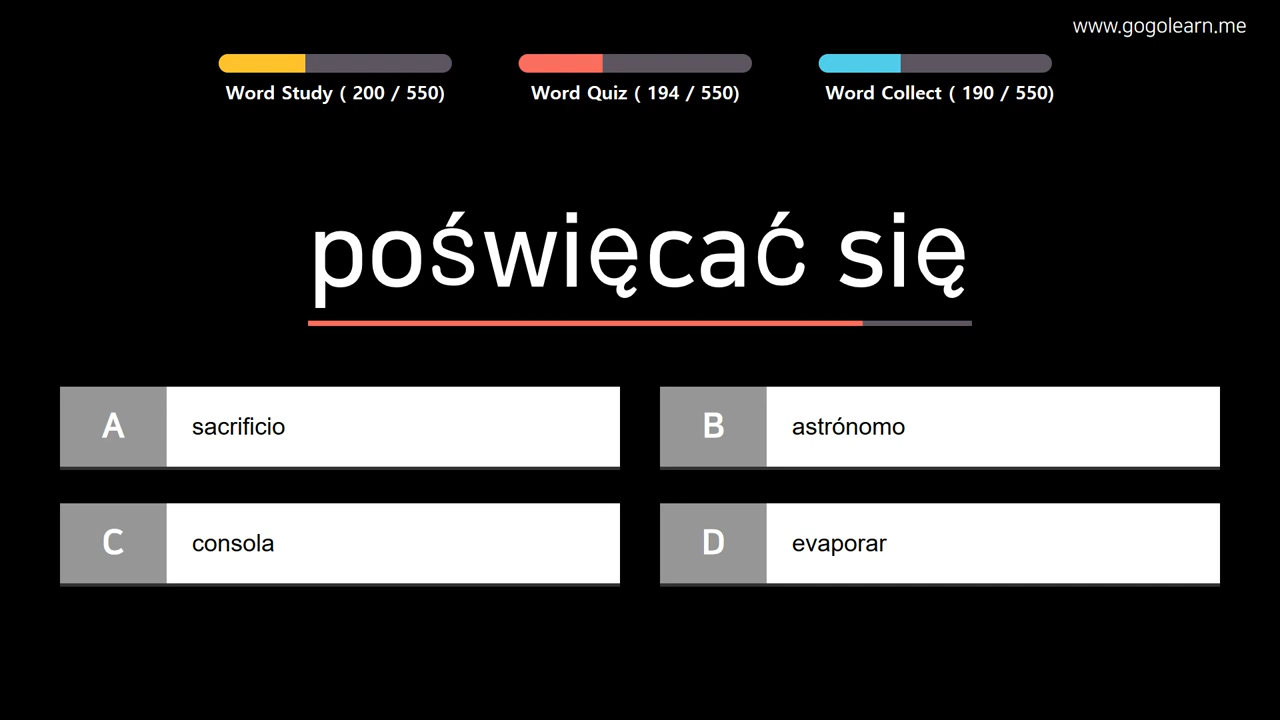 www.gogolearn.me
Word Study ( 200 / 550)
Word Quiz ( 194 / 550)
Word Collect ( 190 / 550)
poświęcać się
A sacrificio
B astrónomo
C consola
D evaporar